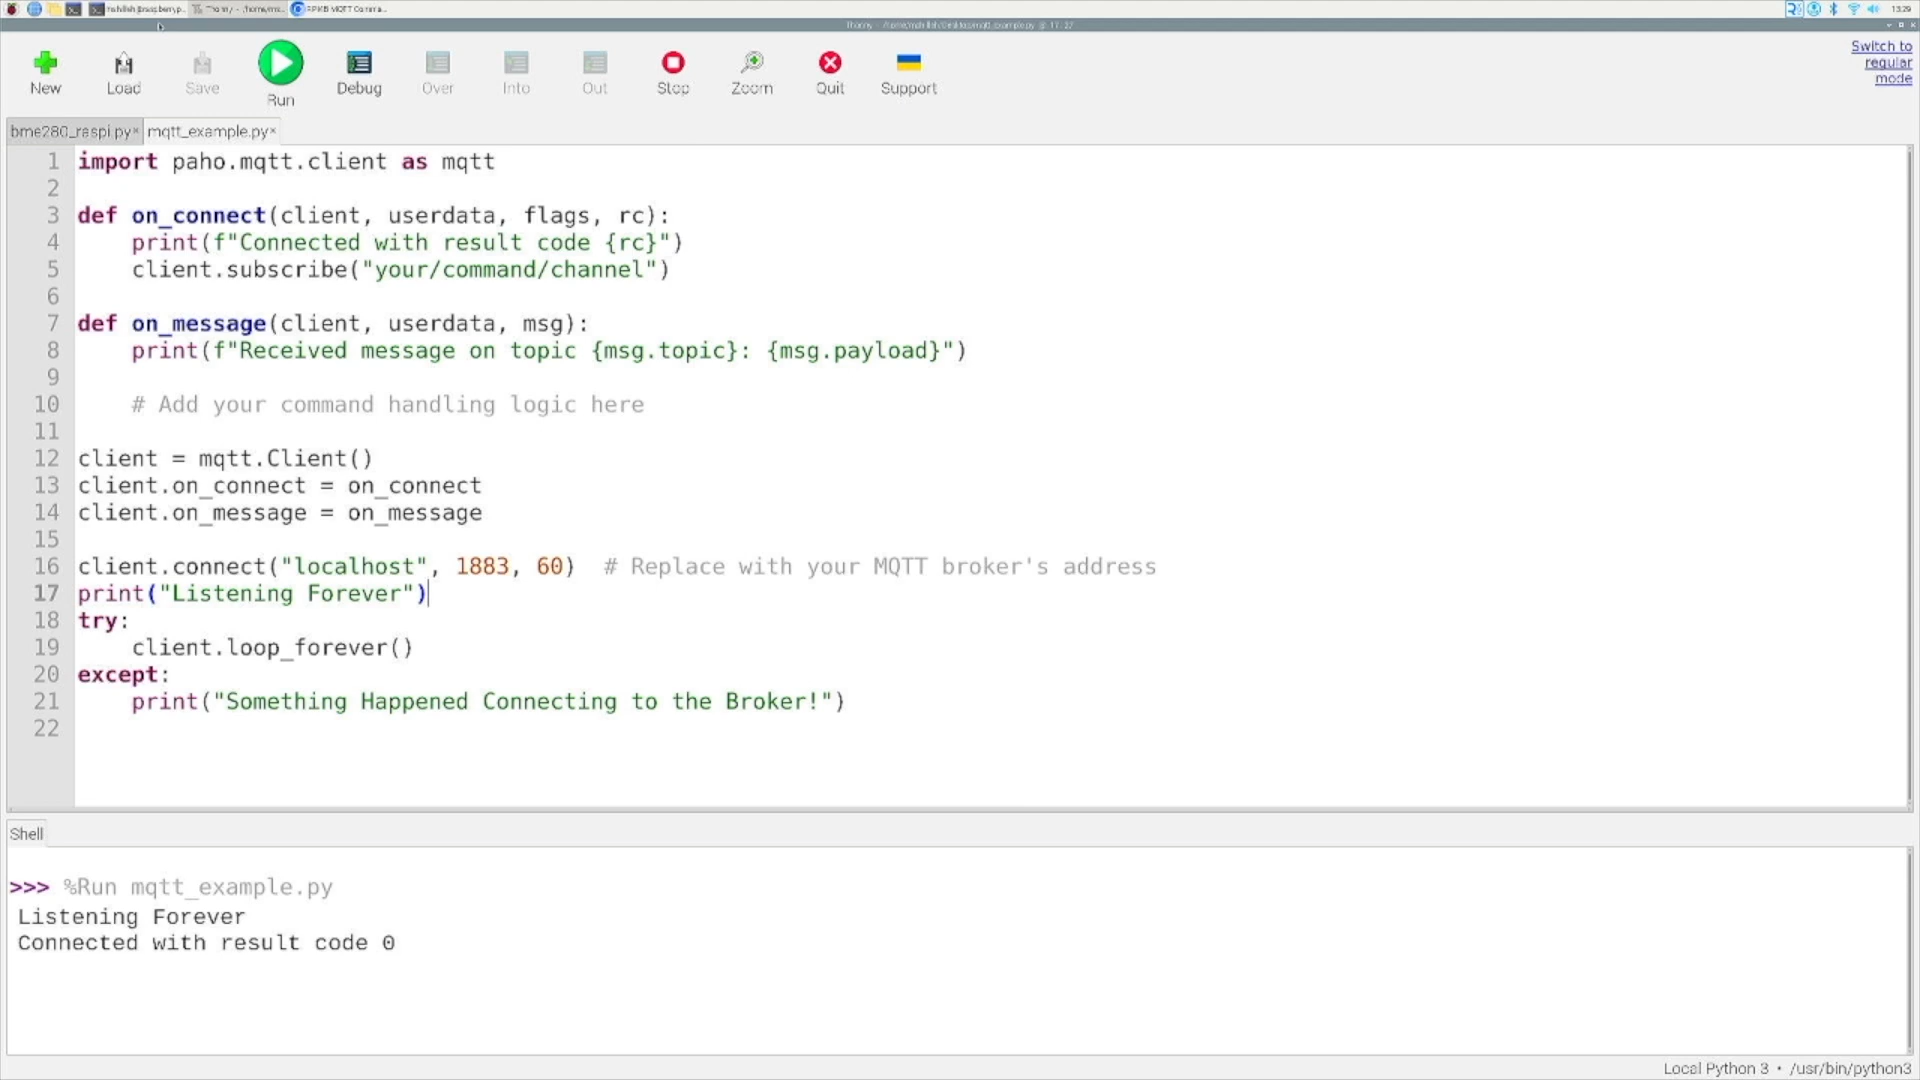 13:29
Switch to
regular
mode
New
Load
Save
Run
Debug
Over
Into
Out
Stop
Zoom
Quit
Support
bme280_raspi.py×
mqtt_example.py×
1 import paho.mqtt.client as mqtt
2
3 def on_connect(client, userdata, flags, rc):
4 print(f"Connected with result code {rc}")
5 client.subscribe("your/command/channel")
6
7 def on_message(client, userdata, msg):
8 print(f"Received message on topic {msg.topic}: {msg.payload}")
9
10 # Add your command handling logic here
11
12 client = mqtt.Client()
13 client.on_connect = on_connect
14 client.on_message = on_message
15
16 client.connect("localhost", 1883, 60) # Replace with your MQTT broker's address
17 print("Listening Forever")
18 try:
19 client.loop_forever()
20 except:
21 print("Something Happened Connecting to the Broker!")
22
Shell
>>> %Run mqtt_example.py
Listening Forever
Connected with result code 0
Local Python 3 • /usr/bin/python3